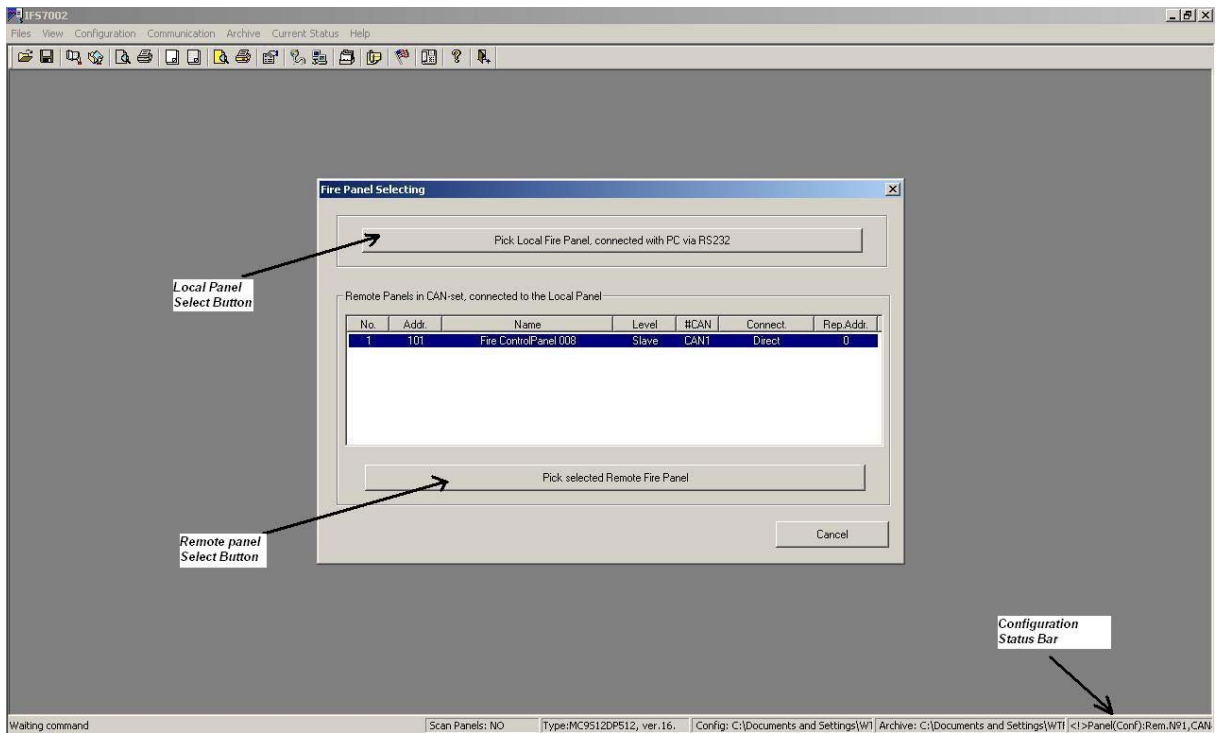 IFS7002
Files View Configuration Communication Archive Current Status Help
Fire Panel Selecting
Pick Local Fire Panel, connected with PC via RS232
Local Panel
Select Button
Remote Panels in CAN-set, connected to the Local Panel
No. Addr. Name Level #CAN Connect. Rep.Addr.
1 101 Fire ControlPanel 008 Slave CAN1 Direct 0
Pick selected Remote Fire Panel
Remote panel
Select Button
Cancel
Configuration
Status Bar
Waiting command Scan Panels: NO Type:MC9S12DP512, ver.16. Config: C:\Documents and Settings\WT Archive: C:\Documents and Settings\WTF <!>Panel(Conf):Rem.Nº1,CAN